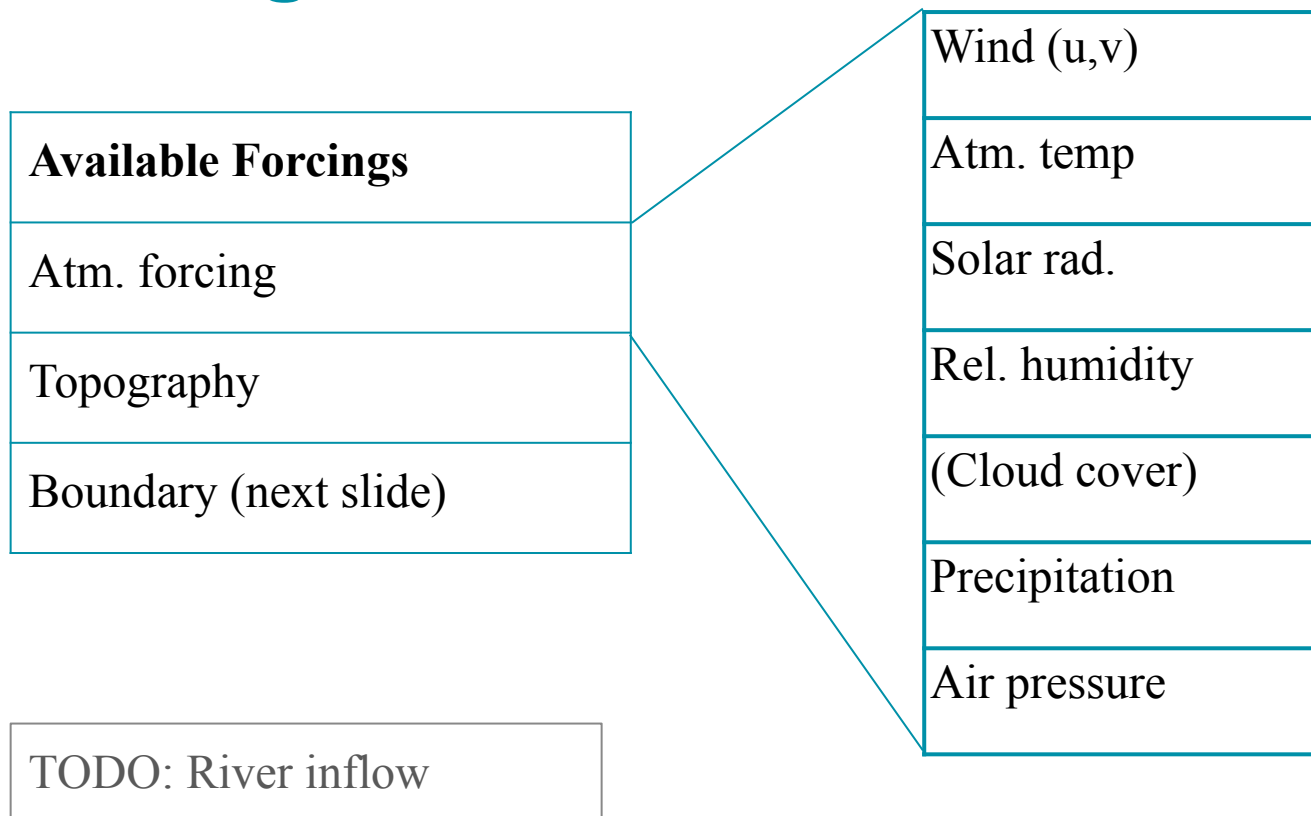 Available Forcings
Atm. forcing
Topography
Boundary (next slide)
TODO: River inflow
Wind (u,v)
Atm. temp
Solar rad.
Rel. humidity
(Cloud cover)
Precipitation
Air pressure